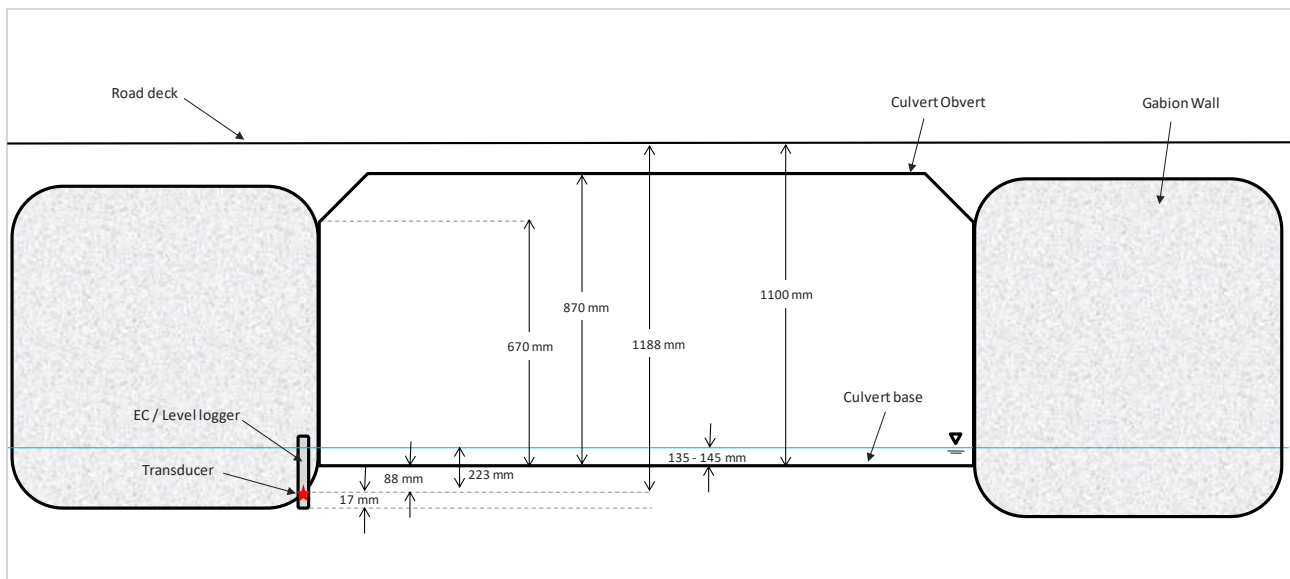 Road deck
Culvert Obvert
Gabion Wall
1100 mm
870 mm
670 mm
1188 mm
Culvert base
EC / Level logger
135 - 145 mm
Transducer
88 mm
223 mm
17 mm